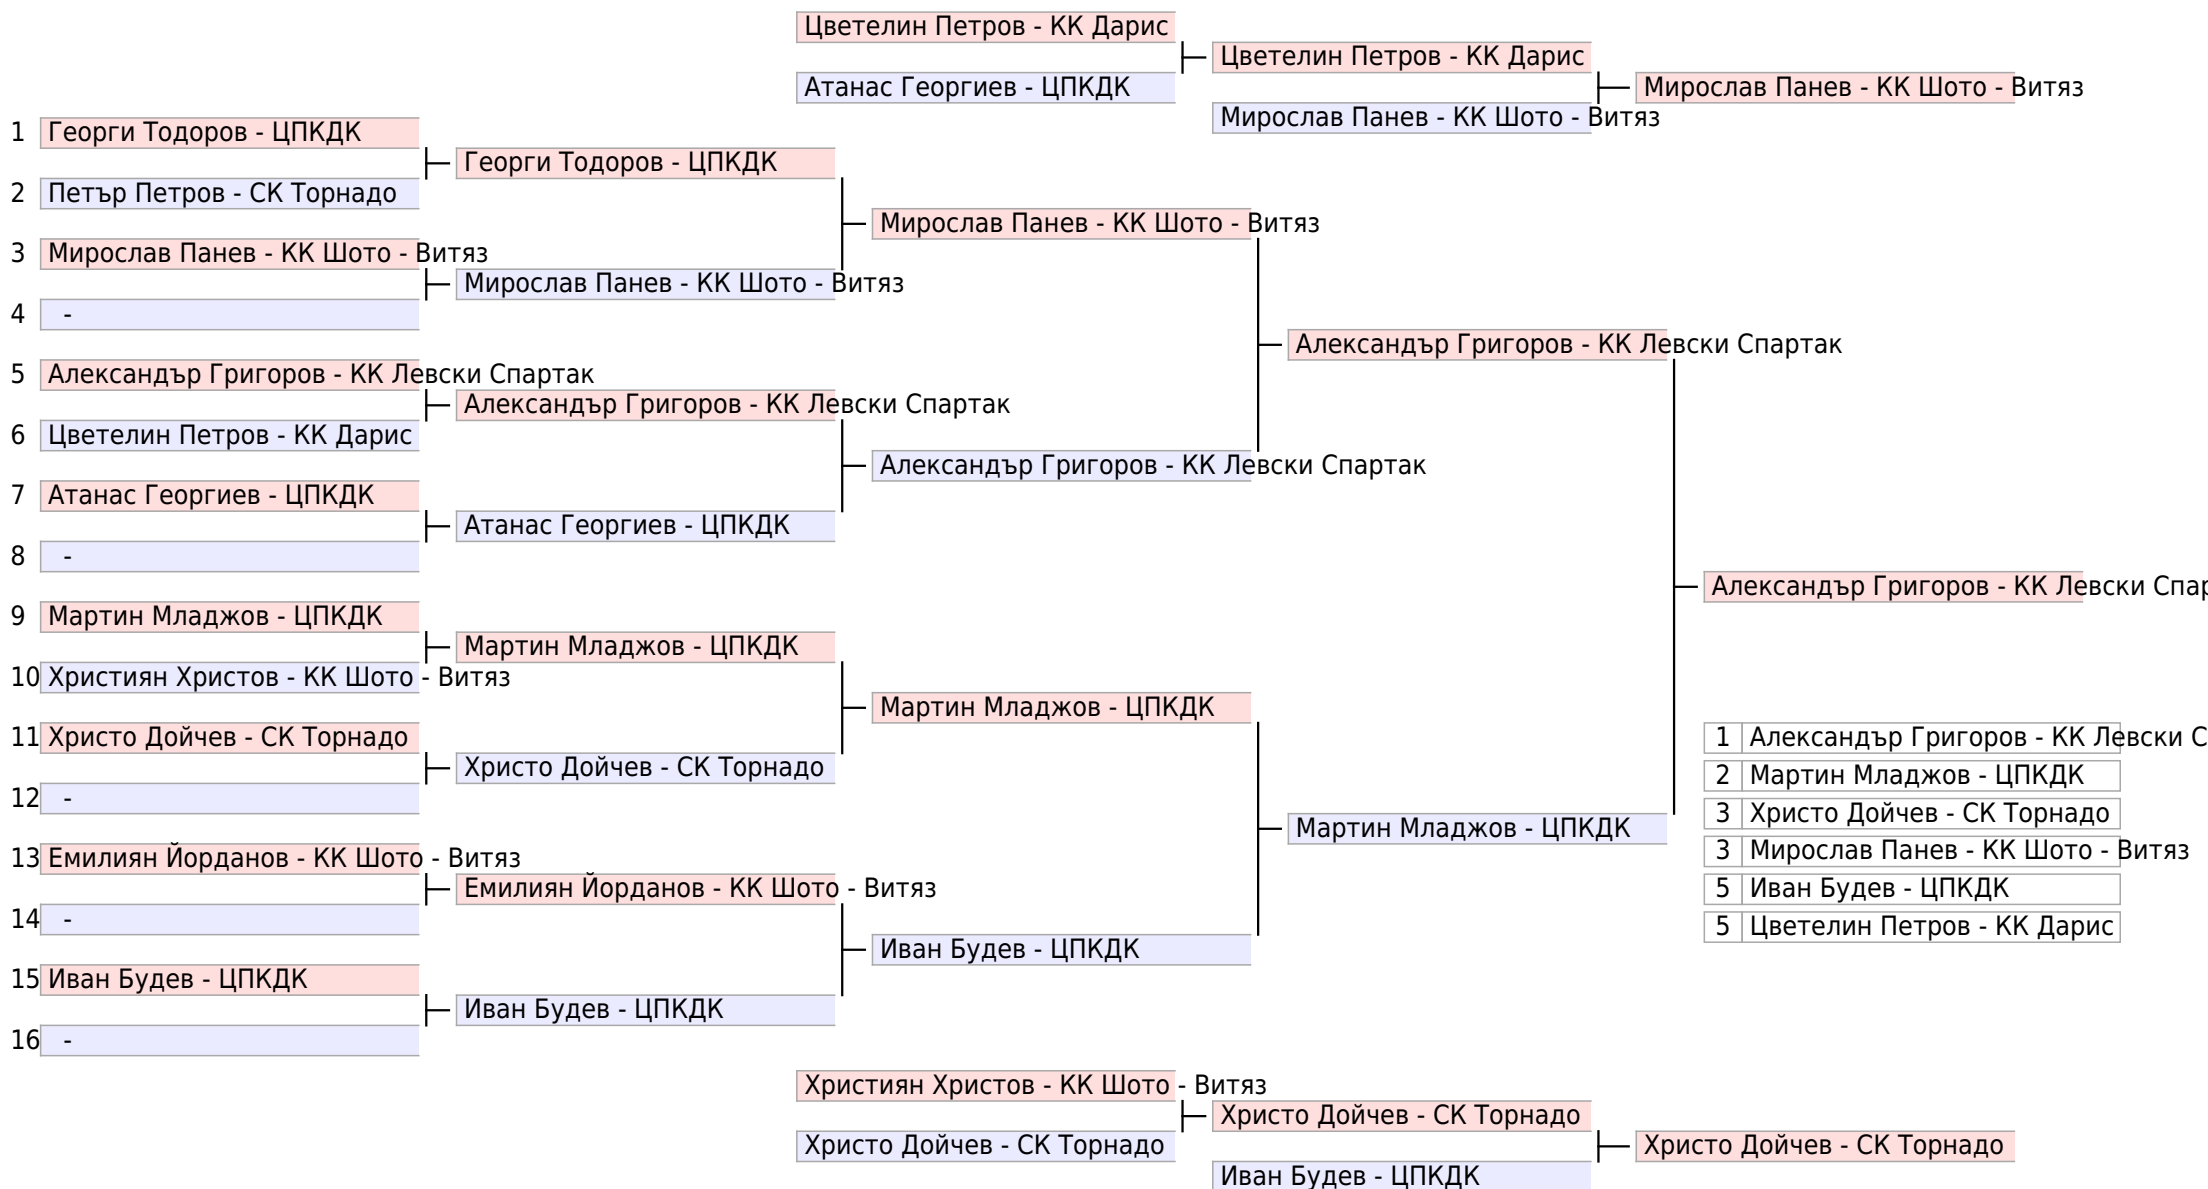 Цветелин Петров - КК Дарис
Цветелин Петров - КК Дарис
Атанас Георгиев - ЦПКДК
Мирослав Панев - КК Шото - Витяз
Мирослав Панев - КК Шото - Витяз
1 Георги Тодоров - ЦПКДК
Георги Тодоров - ЦПКДК
2 Петър Петров - СК Торнадо
Мирослав Панев - КК Шото - Витяз
3 Мирослав Панев - КК Шото - Витяз
Мирослав Панев - КК Шото - Витяз
4 -
Александър Григоров - КК Левски Спартак
5 Александър Григоров - КК Левски Спартак
Александър Григоров - КК Левски Спартак
6 Цветелин Петров - КК Дарис
Александър Григоров - КК Левски Спартак
7 Атанас Георгиев - ЦПКДК
Атанас Георгиев - ЦПКДК
8 -
Александър Григоров - КК Левски Спар
9 Мартин Младжов - ЦПКДК
Мартин Младжов - ЦПКДК
10 Християн Христов - КК Шото - Витяз
Мартин Младжов - ЦПКДК
11 Христо Дойчев - СК Торнадо
Христо Дойчев - СК Торнадо
12 -
Мартин Младжов - ЦПКДК
13 Емилиян Йорданов - КК Шото - Витяз
Емилиян Йорданов - КК Шото - Витяз
14 -
Иван Будев - ЦПКДК
15 Иван Будев - ЦПКДК
Иван Будев - ЦПКДК
16 -
1 Александър Григоров - КК Левски С
2 Мартин Младжов - ЦПКДК
3 Христо Дойчев - СК Торнадо
3 Мирослав Панев - КК Шото - Витяз
5 Иван Будев - ЦПКДК
5 Цветелин Петров - КК Дарис
Християн Христов - КК Шото - Витяз
Христо Дойчев - СК Торнадо
Христо Дойчев - СК Торнадо
Христо Дойчев - СК Торнадо
Иван Будев - ЦПКДК